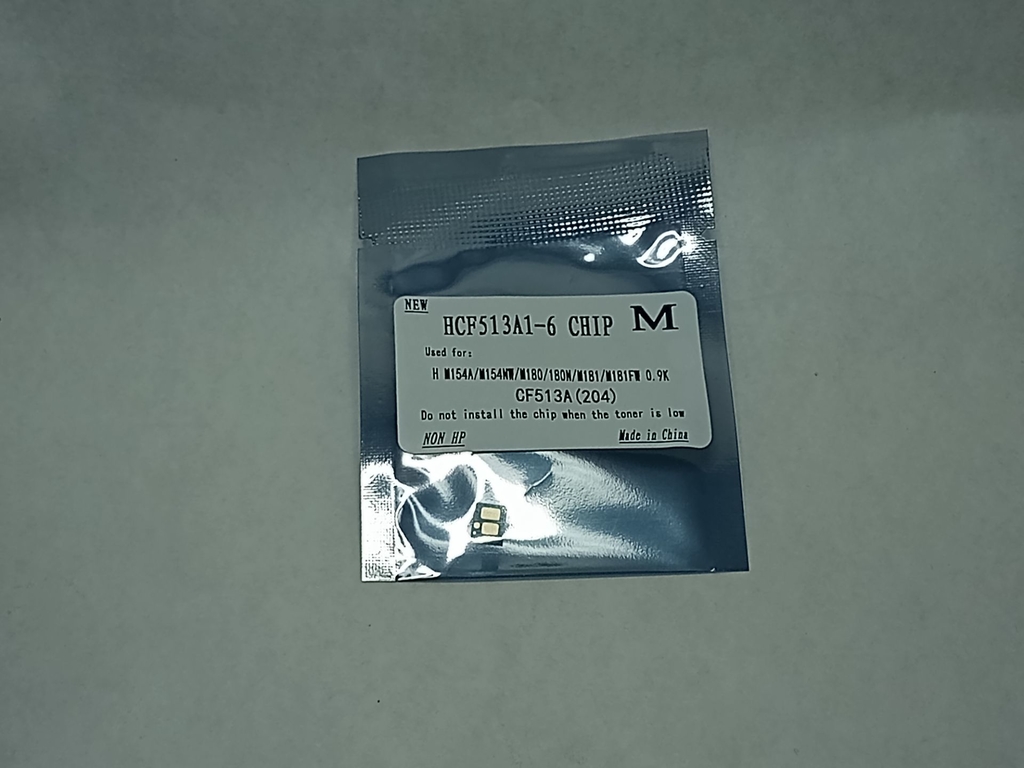 NEW
HCF513A1-6 CHIP M
Used for:
H M154A/M154NW/M180/180N/M181/M181FW 0.9K
CF513A(204)
Do not install the chip when the toner is low
NON HP Made in China